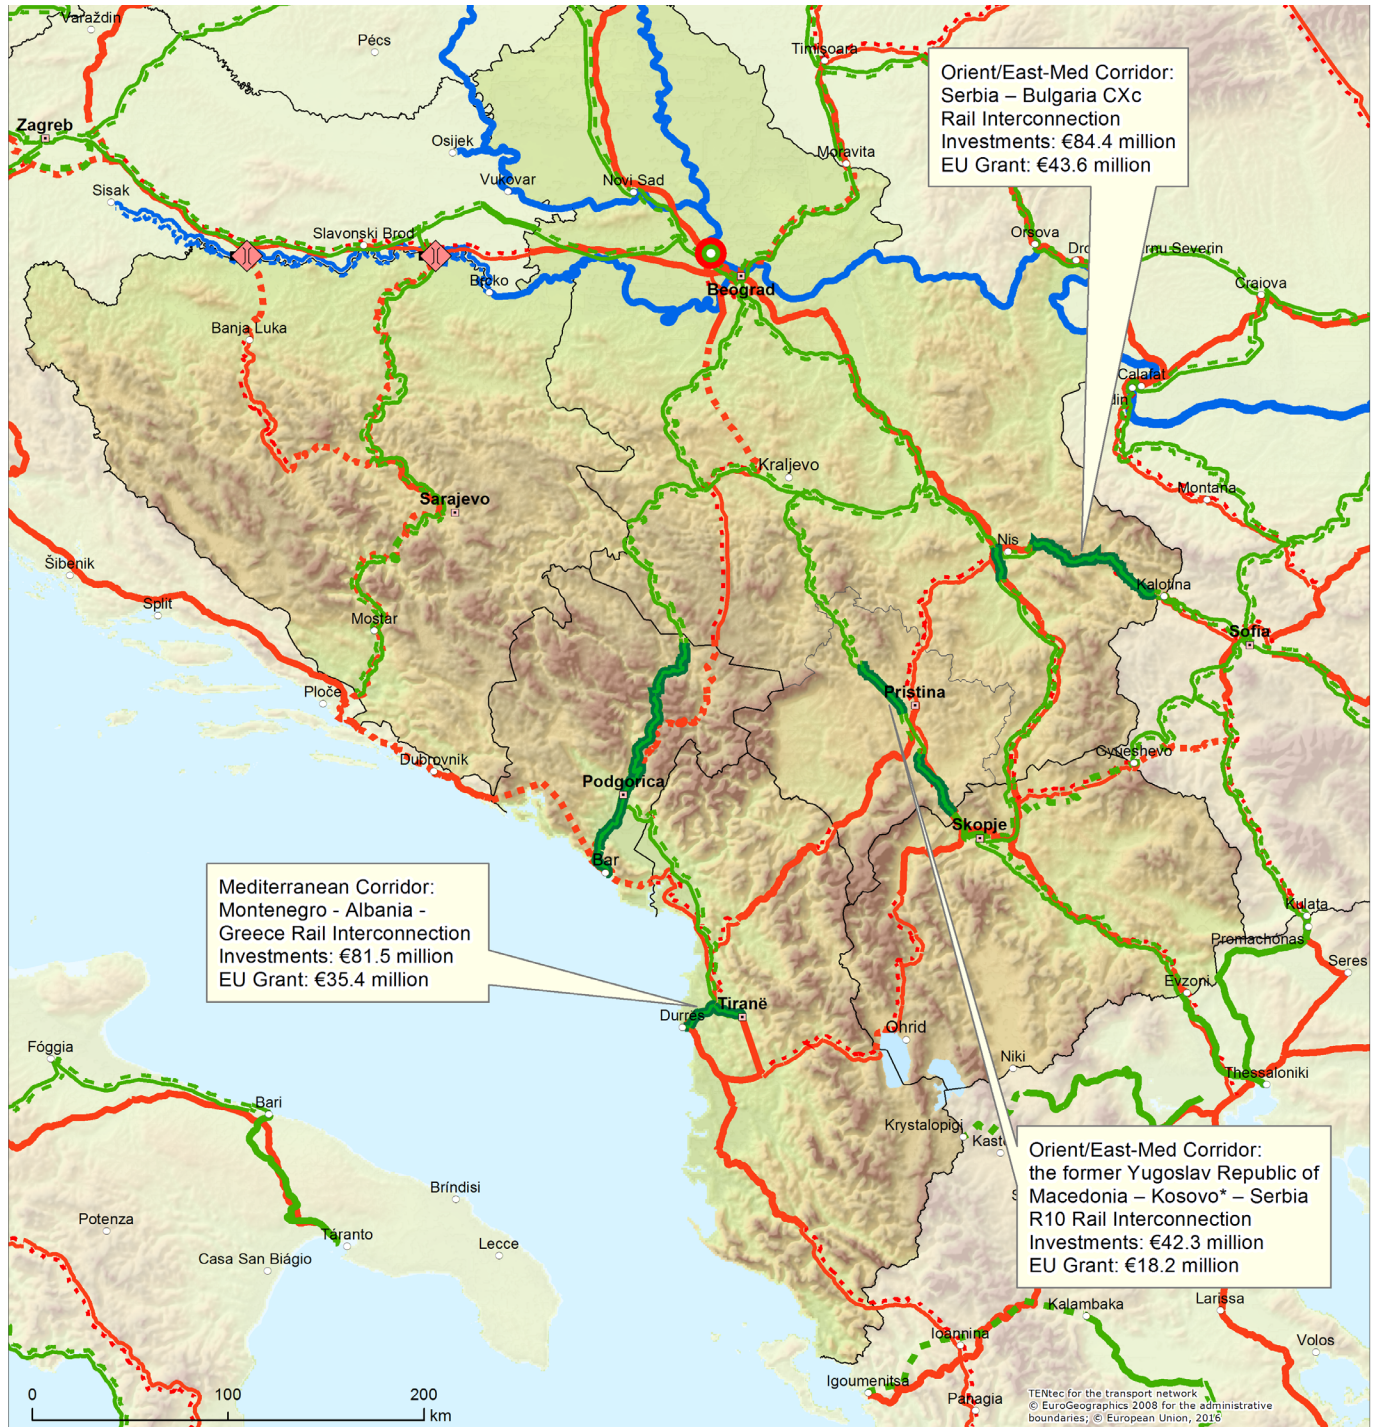 Varaždin
Pécs
Timisoara
Orient/East-Med Corridor:
Serbia – Bulgaria CXc
Rail Interconnection
Investments: €84.4 million
EU Grant: €43.6 million
Zagreb
Osijek
Moravita
Vukovar
Novi Sad
Sisak
Slavonski Brod
Orsova
Severin
Brcko
Beograd
Craiova
Banja Luka
Calafat
Kraljevo
Montana
Sarajevo
Nis
Šibenik
Kalotina
Split
Mostar
Sofia
Ploče
Pristina
Gyueshevo
Dubrovnik
Podgorica
Skopje
Bar
Mediterranean Corridor:
Montenegro - Albania -
Greece Rail Interconnection
Investments: €81.5 million
EU Grant: €35.4 million
Kulata
Promachonas
Seres
Evzoni
Tiranë
Durrës
Ohrid
Fóggia
Niki
Thessaloniki
Bari
Krystalopigi
Orient/East-Med Corridor:
the former Yugoslav Republic of
Macedonia – Kosovo* – Serbia
R10 Rail Interconnection
Investments: €42.3 million
EU Grant: €18.2 million
Bríndisi
Potenza
Táranto
Lecce
Casa San Biágio
Kalambaka
Larissa
Ioannina
Volos
Igoumenitsa
Panagia
0 100 200
km
TENtec for the transport network
© EuroGeographics 2008 for the administrative
boundaries; © European Union, 2016